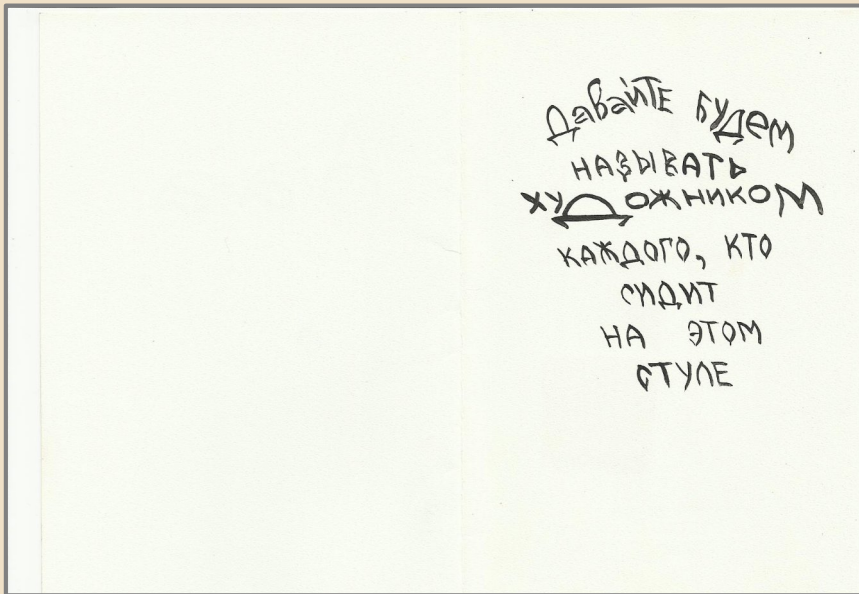 Давайте будем
называть
художником
каждого, кто
сидит
на этом
стуле